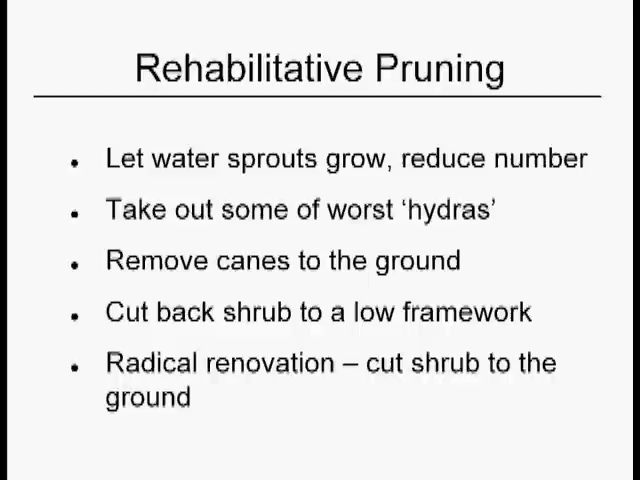 Rehabilitative Pruning
• Let water sprouts grow, reduce number
• Take out some of worst ‘hydras’
• Remove canes to the ground
• Cut back shrub to a low framework
• Radical renovation – cut shrub to the
ground